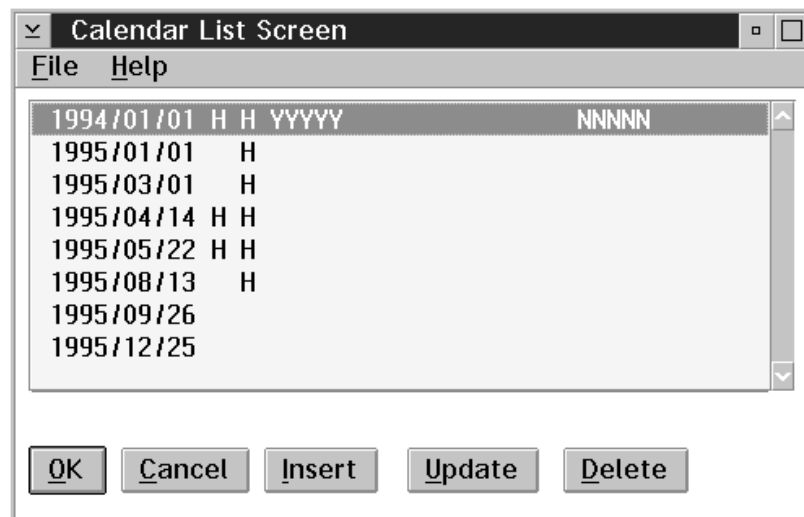 Calendar List Screen
File Help
1994/01/01 H H YYYYY NNNNN
1995/01/01 H
1995/03/01 H
1995/04/14 H H
1995/05/22 H H
1995/08/13 H
1995/09/26
1995/12/25
OK Cancel Insert Update Delete